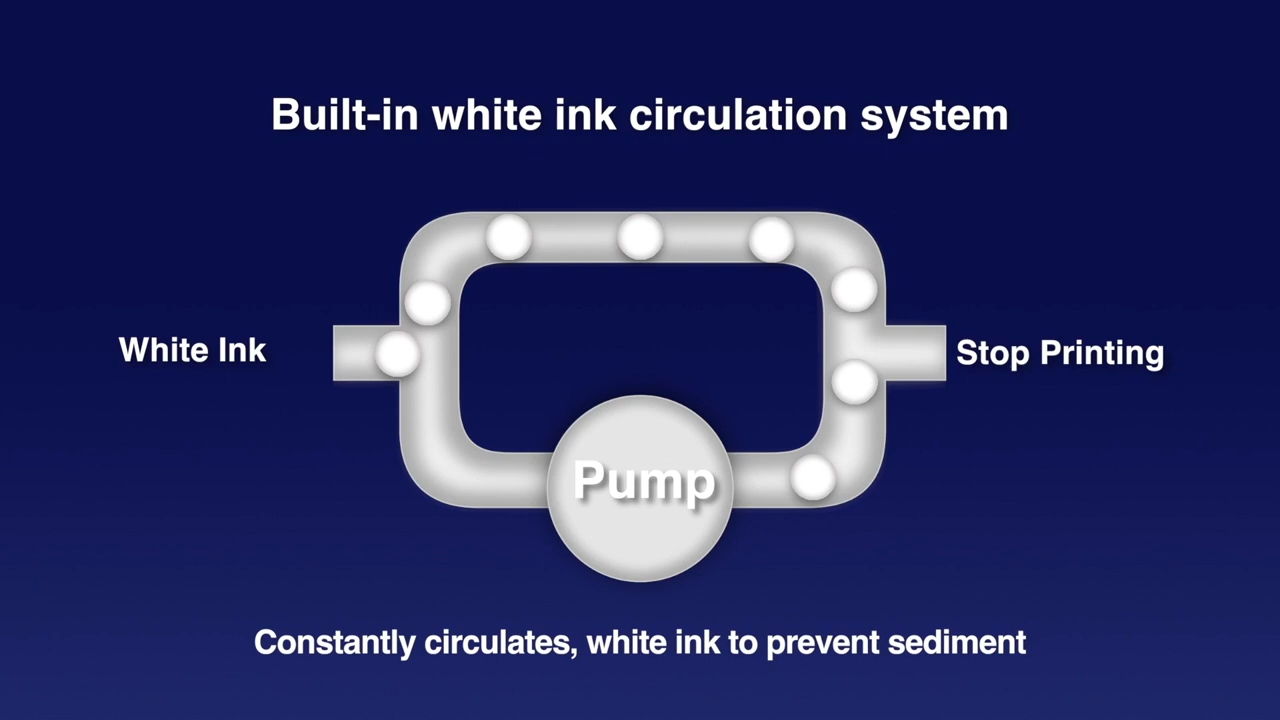 Built-in white ink circulation system
White Ink
Stop Printing
Pump
Constantly circulates, white ink to prevent sediment